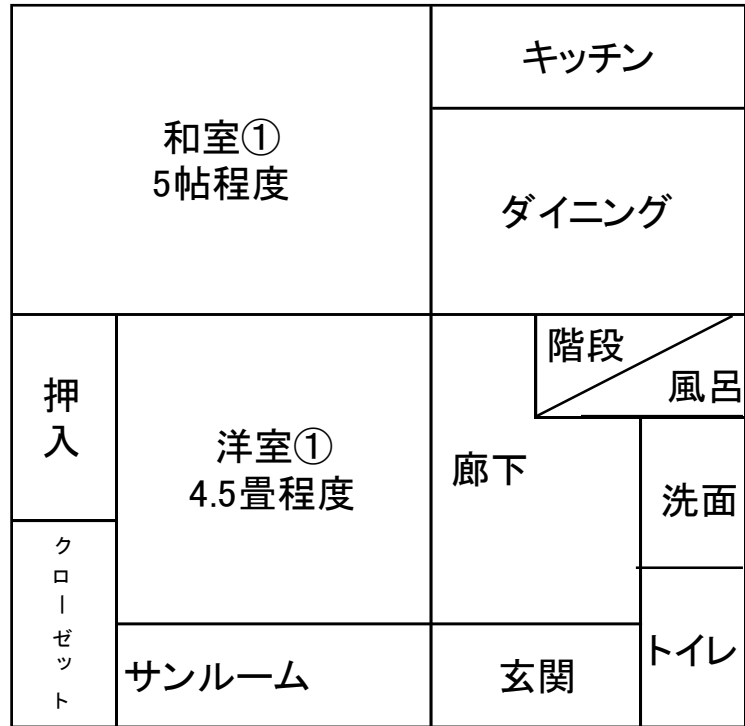 キッチン
和室①
5帖程度
ダイニング
階段
風呂
押入
洋室①
4.5畳程度
廊下
洗面
クローゼット
サンルーム
玄関
トイレ